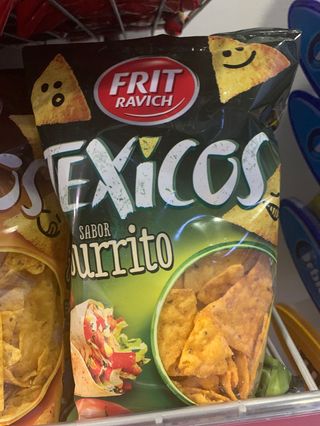 FRIT
RAVICH
TEXICOS
SABOR
Burrito